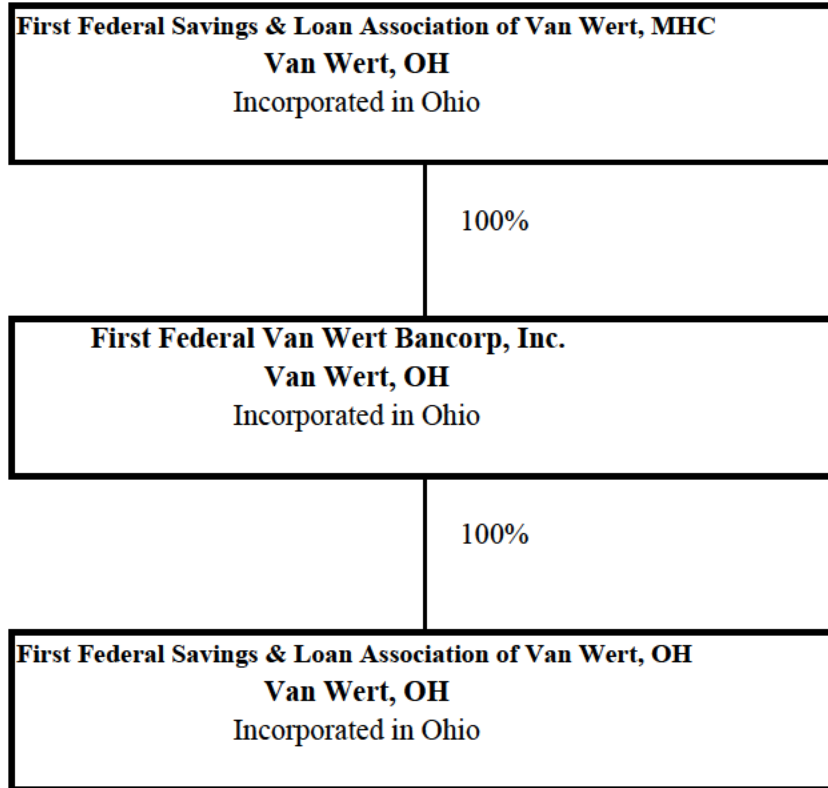 First Federal Savings & Loan Association of Van Wert, MHC
Van Wert, OH
Incorporated in Ohio
100%
First Federal Van Wert Bancorp, Inc.
Van Wert, OH
Incorporated in Ohio
100%
First Federal Savings & Loan Association of Van Wert, OH
Van Wert, OH
Incorporated in Ohio